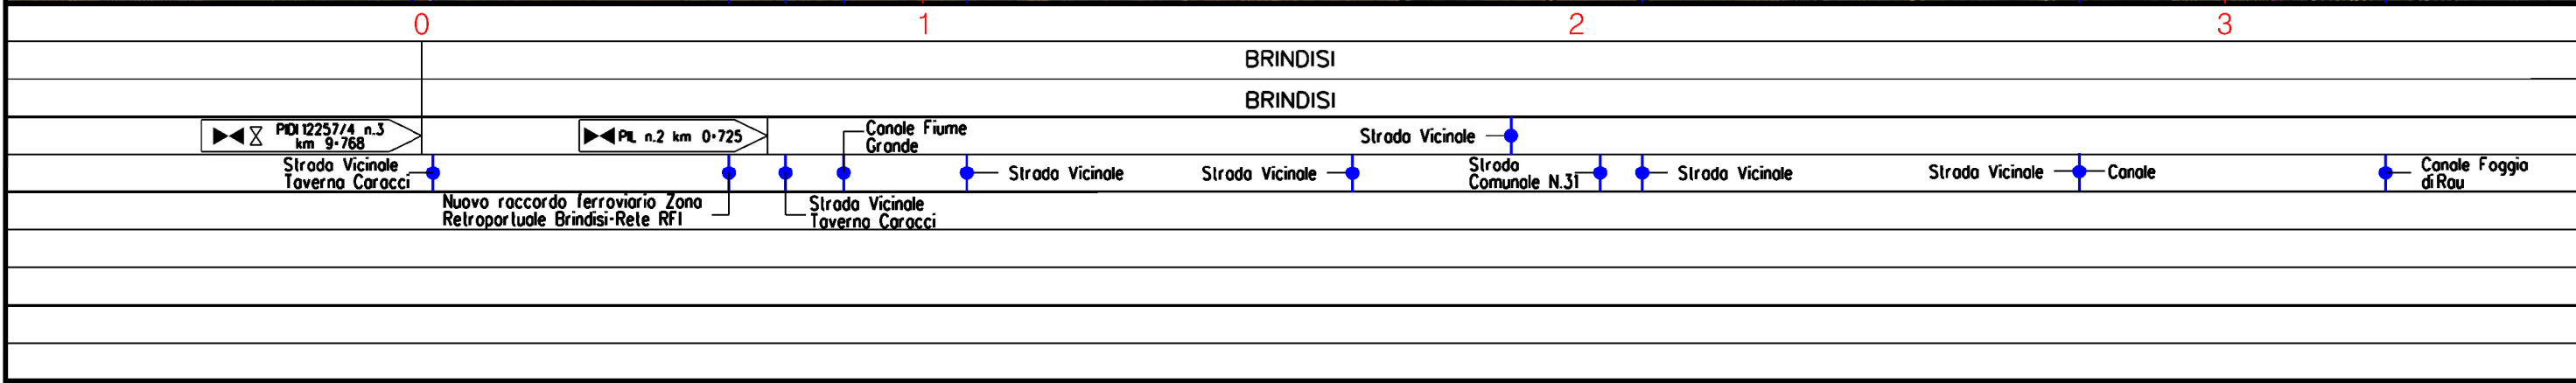 0 1 2 3
BRINDISI
BRINDISI
PIDI 12257/4 n.3
km 9+768
PIL n.2 km 0+725
Canale Fiume
Grande
Strada Vicinale
Strada Vicinale
Taverna Caracci
Strada Vicinale
Strada Vicinale
Strada
Comunale N.31
Strada Vicinale
Strada Vicinale
Canale
Canale Foggia
di Rau
Nuovo raccordo ferroviario Zona
Retroportuale Brindisi-Rete RFI
Strada Vicinale
Taverna Caracci